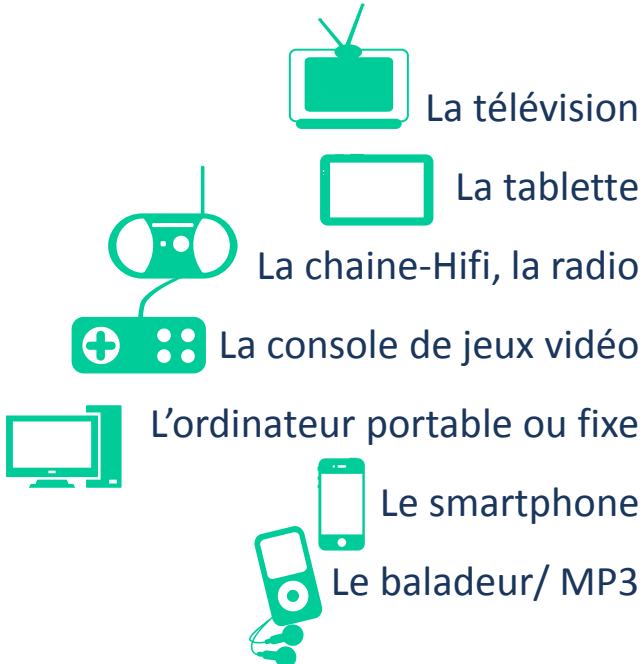 La télévision
La tablette
La chaine-Hifi, la radio
La console de jeux vidéo
L’ordinateur portable ou fixe
Le smartphone
Le baladeur/ MP3